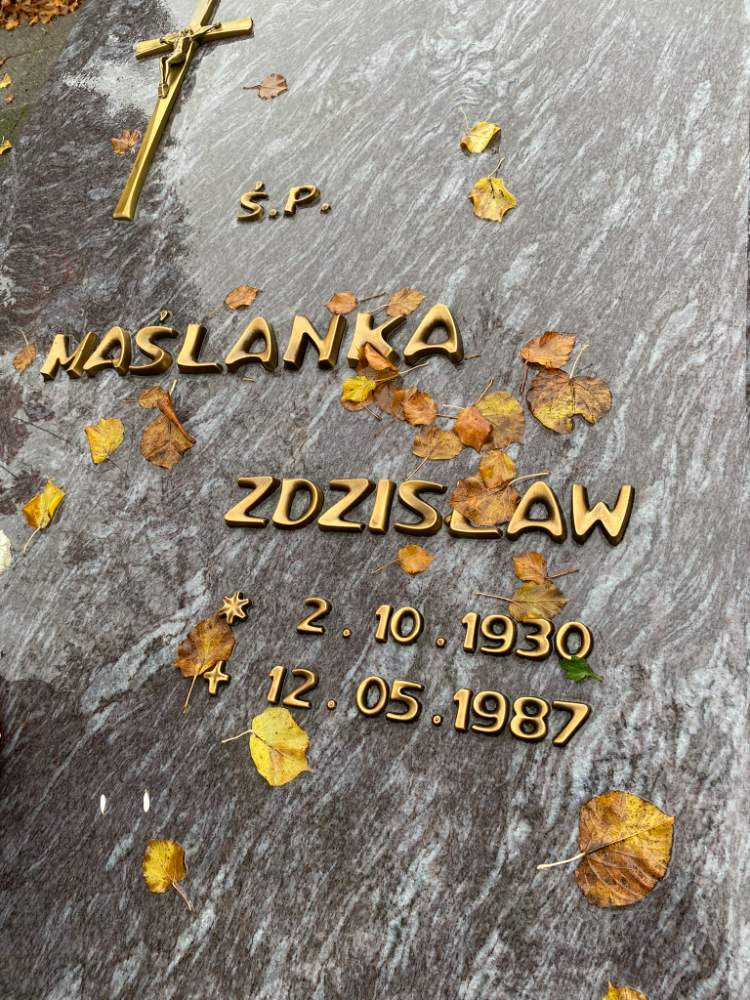 Ś.P.
MAŚLANKA
ZDZISŁAW
* 2.10.1930
+ 12.05.1987